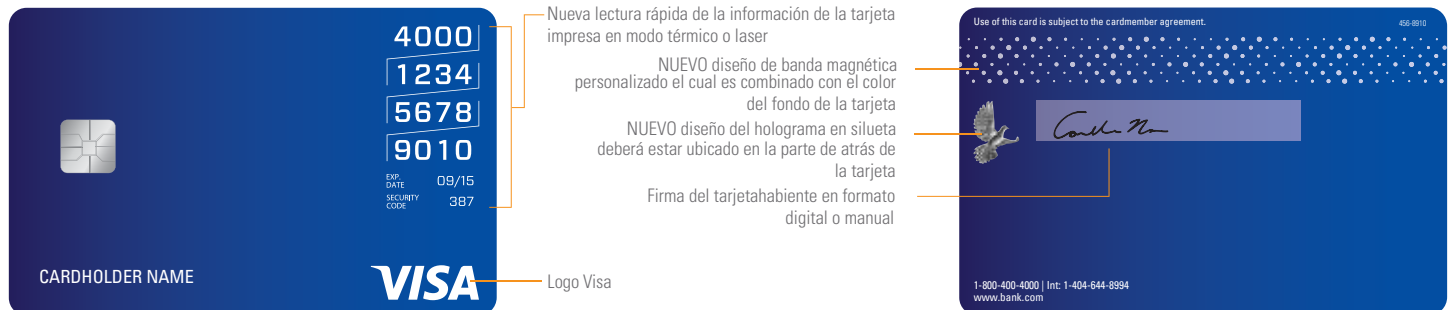 4000
1234
5678
9010
EXP.
DATE 09/15
SECURITY
CODE 387
CARDHOLDER NAME
VISA
Nueva lectura rápida de la información de la tarjeta
impresa en modo térmico o laser
NUEVO diseño de banda magnética
personalizado el cual es combinado con el color
del fondo de la tarjeta
NUEVO diseño del holograma en silueta
deberá estar ubicado en la parte de atrás de
la tarjeta
Firma del tarjetahabiente en formato
digital o manual
Logo Visa
Use of this card is subject to the cardmember agreement.
456-8910
1-800-400-4000 | Int: 1-404-644-8994
www.bank.com